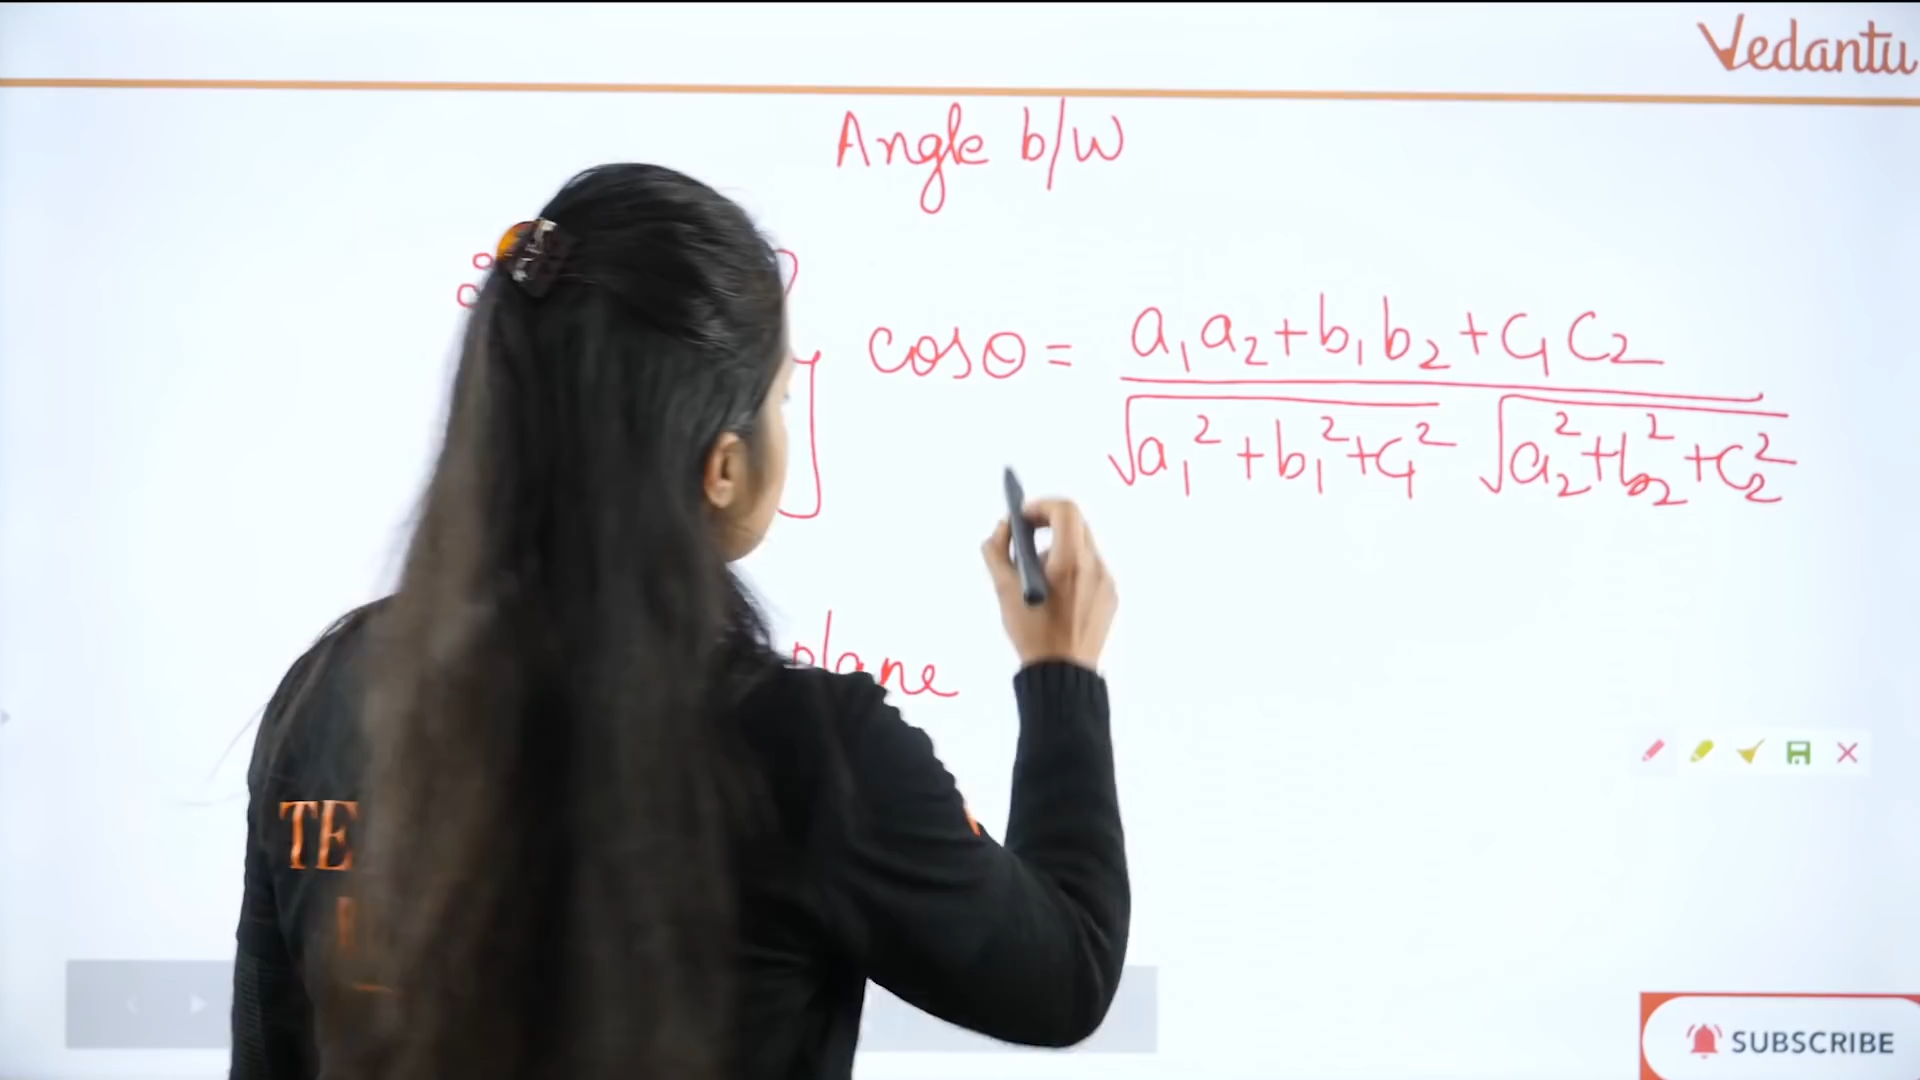 Vedantu
Angle b/w
cosθ = a₁a₂+b₁b₂+c₁c₂
√a₁²+b₁²+c₁² √a₂²+b₂²+c₂²
plane
TE
SUBSCRIBE